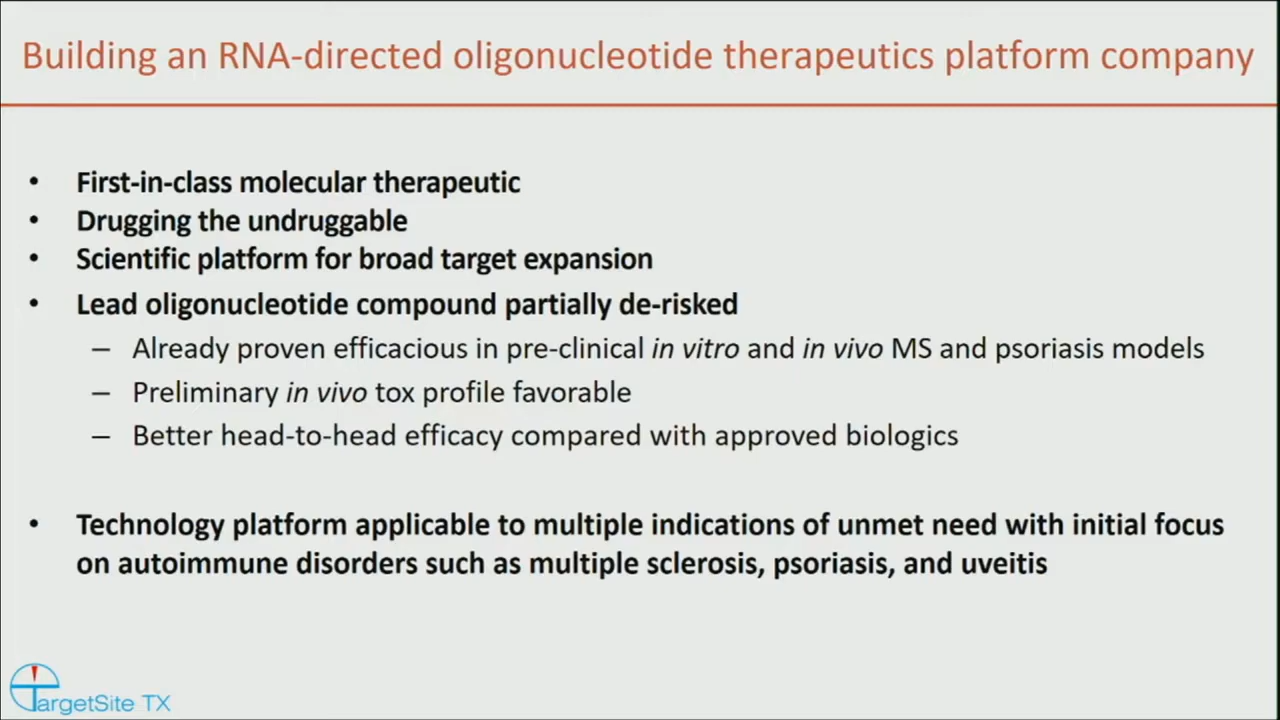 Building an RNA-directed oligonucleotide therapeutics platform company
• First-in-class molecular therapeutic
• Drugging the undruggable
• Scientific platform for broad target expansion
• Lead oligonucleotide compound partially de-risked
– Already proven efficacious in pre-clinical in vitro and in vivo MS and psoriasis models
– Preliminary in vivo tox profile favorable
– Better head-to-head efficacy compared with approved biologics
• Technology platform applicable to multiple indications of unmet need with initial focus
on autoimmune disorders such as multiple sclerosis, psoriasis, and uveitis
TargetSite TX